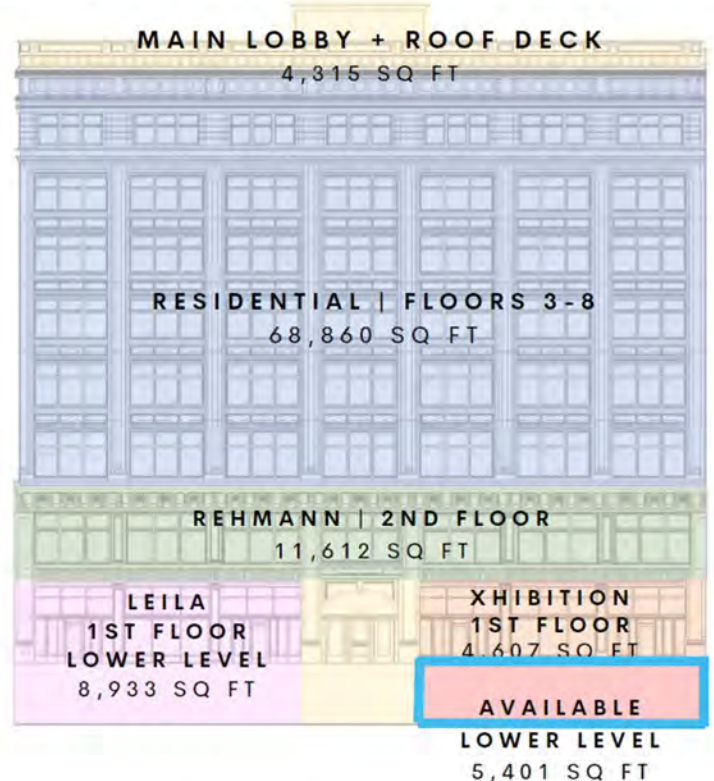 MAIN LOBBY + ROOF DECK
4,315 SQ FT
RESIDENTIAL | FLOORS 3-8
68,860 SQ FT
REHMANN | 2ND FLOOR
11,612 SQ FT
LEILA
1ST FLOOR
LOWER LEVEL
8,933 SQ FT
XHIBITION
1ST FLOOR
4,607 SQ FT
AVAILABLE
LOWER LEVEL
5,401 SQ FT